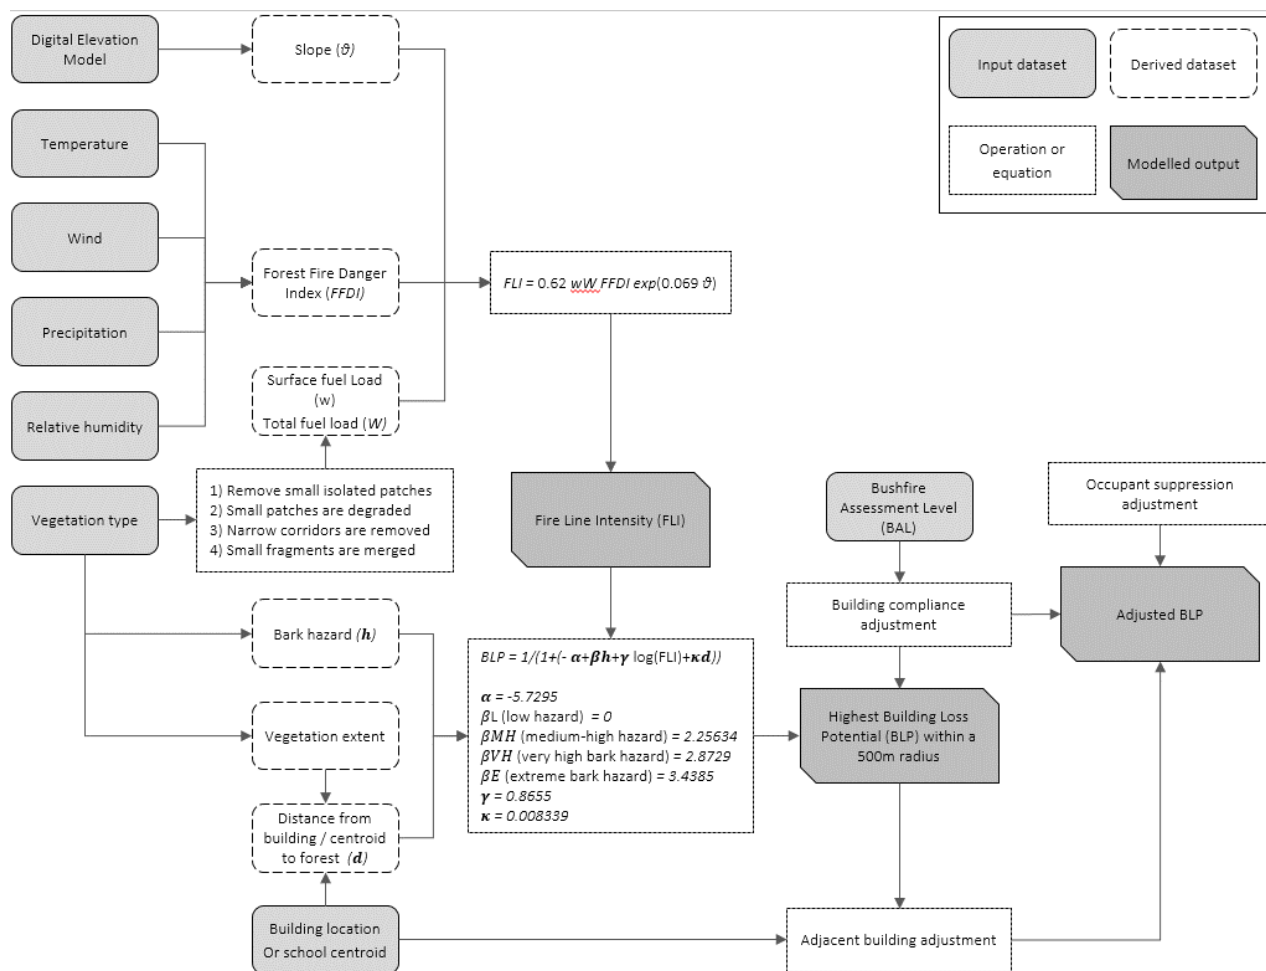 Digital Elevation
Model
Slope (ϑ)
Input dataset
Derived dataset
Operation or
equation
Modelled output
Temperature
Wind
Precipitation
Relative humidity
Forest Fire Danger
Index (FFDI)
FLI = 0.62 wW FFDI exp(0.069 ϑ)
Surface fuel Load
(w)
Total fuel load (W)
Vegetation type
1) Remove small isolated patches
2) Small patches are degraded
3) Narrow corridors are removed
4) Small fragments are merged
Fire Line Intensity (FLI)
Bushfire
Assessment Level
(BAL)
Occupant suppression
adjustment
Building compliance
adjustment
Adjusted BLP
Bark hazard (h)
Vegetation extent
Distance from
building / centroid
to forest (d)
BLP = 1/(1+(- α+βh+γ log(FLI)+κd))
α = -5.7295
βL (low hazard) = 0
βMH (medium-high hazard) = 2.25634
βVH (very high bark hazard) = 2.8729
βE (extreme bark hazard) = 3.4385
γ = 0.8655
κ = 0.008339
Highest Building Loss
Potential (BLP) within a
500m radius
Building location
Or school centroid
Adjacent building adjustment